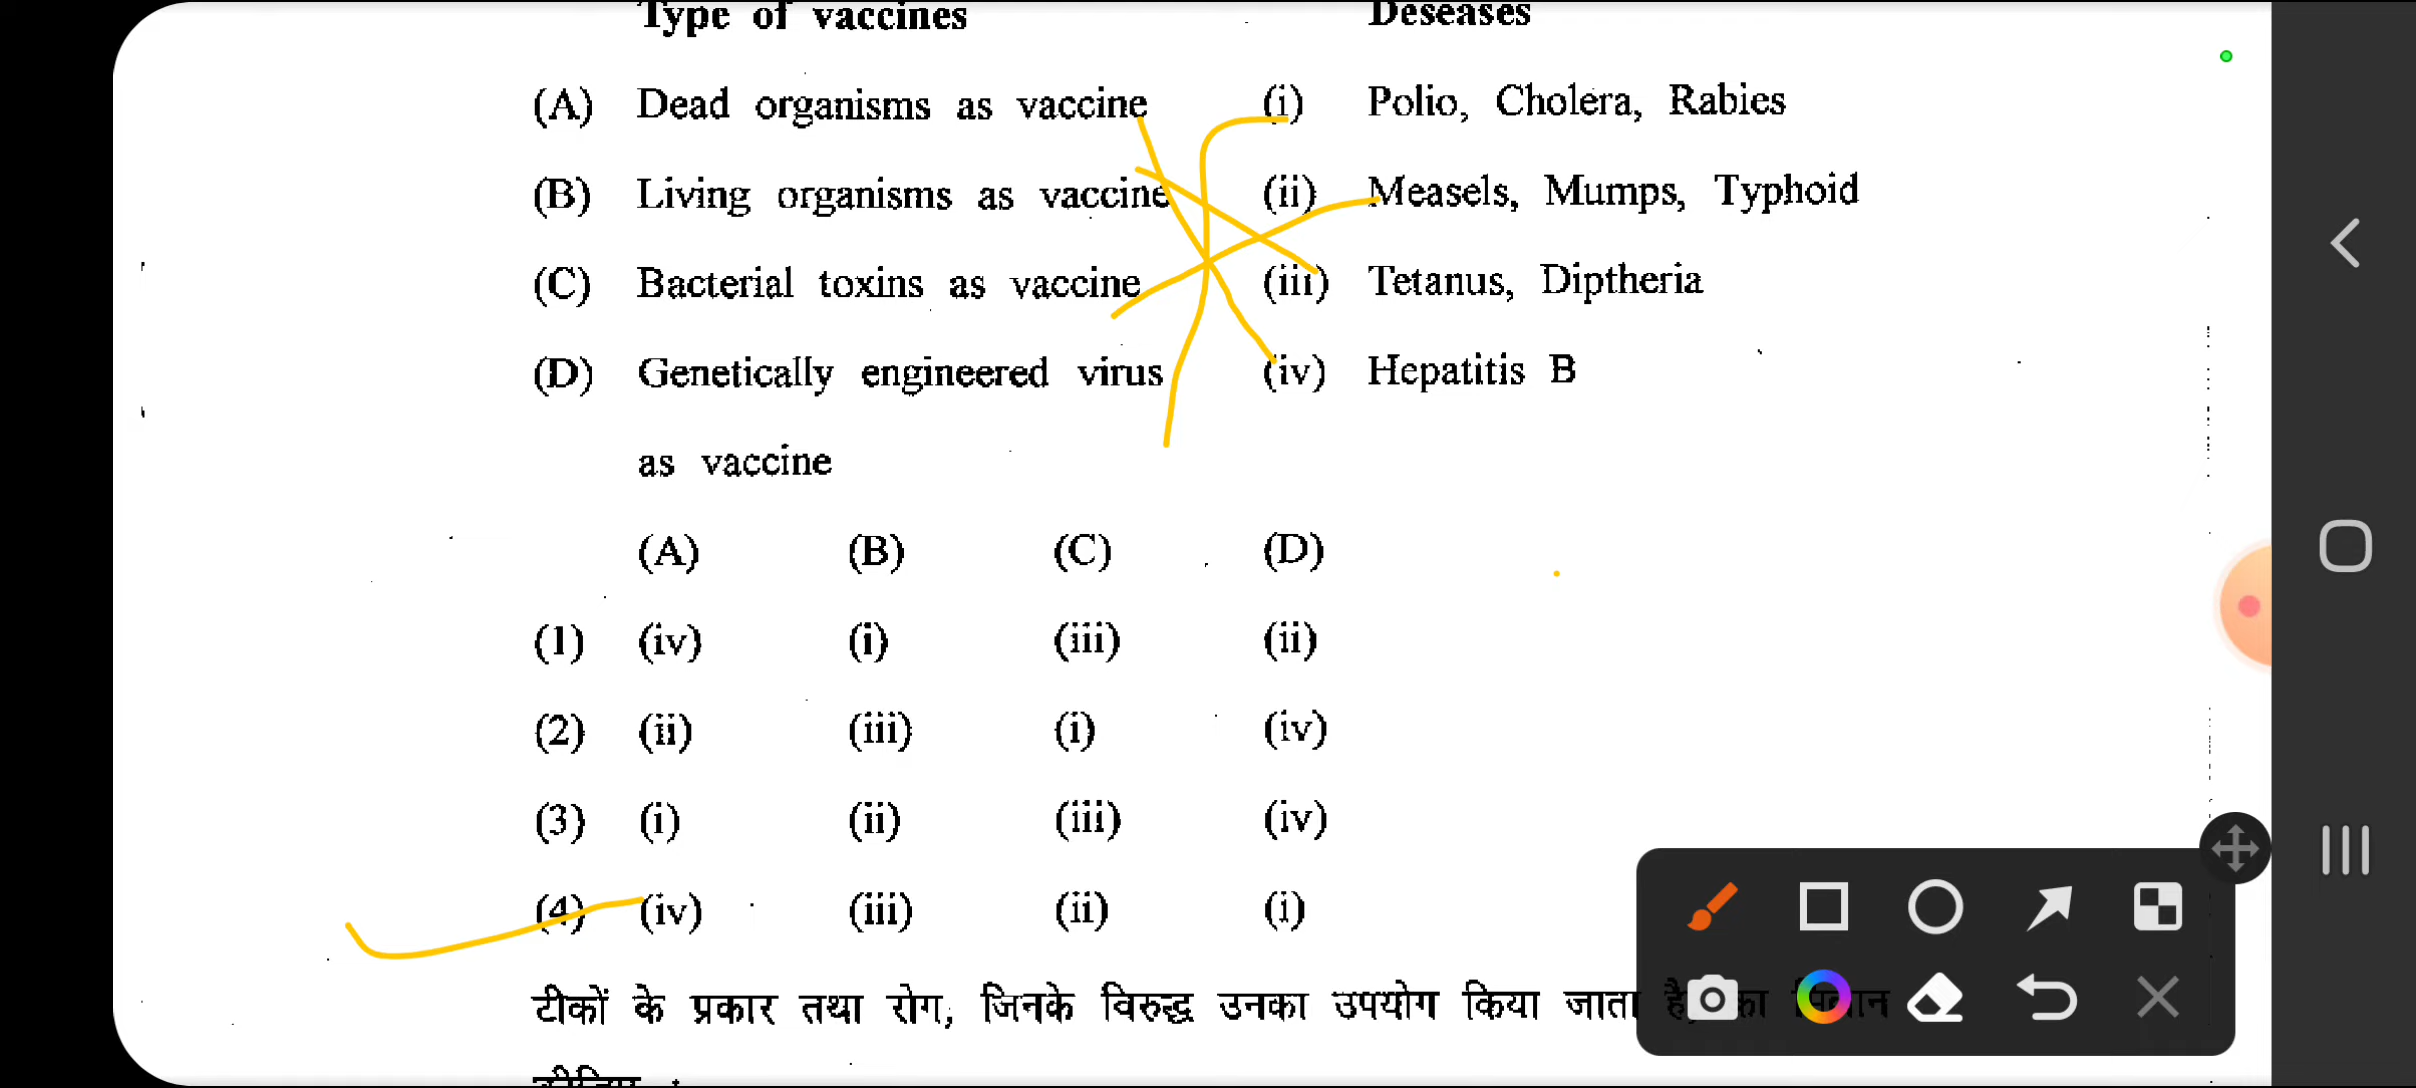 Type of vaccines Deseases
(A) Dead organisms as vaccine (i) Polio, Cholera, Rabies
(B) Living organisms as vaccine (ii) Measels, Mumps, Typhoid
(C) Bacterial toxins as vaccine (iii) Tetanus, Diptheria
(D) Genetically engineered virus (iv) Hepatitis B
as vaccine
(A) (B) (C) (D)
(1) (iv) (i) (iii) (ii)
(2) (ii) (iii) (i) (iv)
(3) (i) (ii) (iii) (iv)
(4) (iv) (iii) (ii) (i)
टीकों के प्रकार तथा रोग, जिनके विरुद्ध उनका उपयोग किया जाता